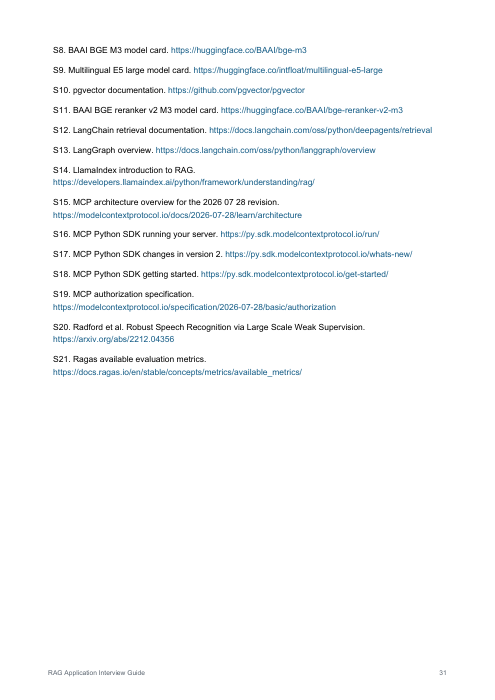 S8. BAAI BGE M3 model card. https://huggingface.co/BAAI/bge-m3
S9. Multilingual E5 large model card. https://huggingface.co/intfloat/multilingual-e5-large
S10. pgvector documentation. https://github.com/pgvector/pgvector
S11. BAAI BGE reranker v2 M3 model card. https://huggingface.co/BAAI/bge-reranker-v2-m3
S12. LangChain retrieval documentation. https://docs.langchain.com/oss/python/deepagents/retrieval
S13. LangGraph overview. https://docs.langchain.com/oss/python/langgraph/overview
S14. LlamaIndex introduction to RAG.
https://developers.llamaindex.ai/python/framework/understanding/rag/
S15. MCP architecture overview for the 2026 07 28 revision.
https://modelcontextprotocol.io/docs/2026-07-28/learn/architecture
S16. MCP Python SDK running your server. https://py.sdk.modelcontextprotocol.io/run/
S17. MCP Python SDK changes in version 2. https://py.sdk.modelcontextprotocol.io/whats-new/
S18. MCP Python SDK getting started. https://py.sdk.modelcontextprotocol.io/get-started/
S19. MCP authorization specification.
https://modelcontextprotocol.io/specification/2026-07-28/basic/authorization
S20. Radford et al. Robust Speech Recognition via Large Scale Weak Supervision.
https://arxiv.org/abs/2212.04356
S21. Ragas available evaluation metrics.
https://docs.ragas.io/en/stable/concepts/metrics/available_metrics/
RAG Application Interview Guide 31